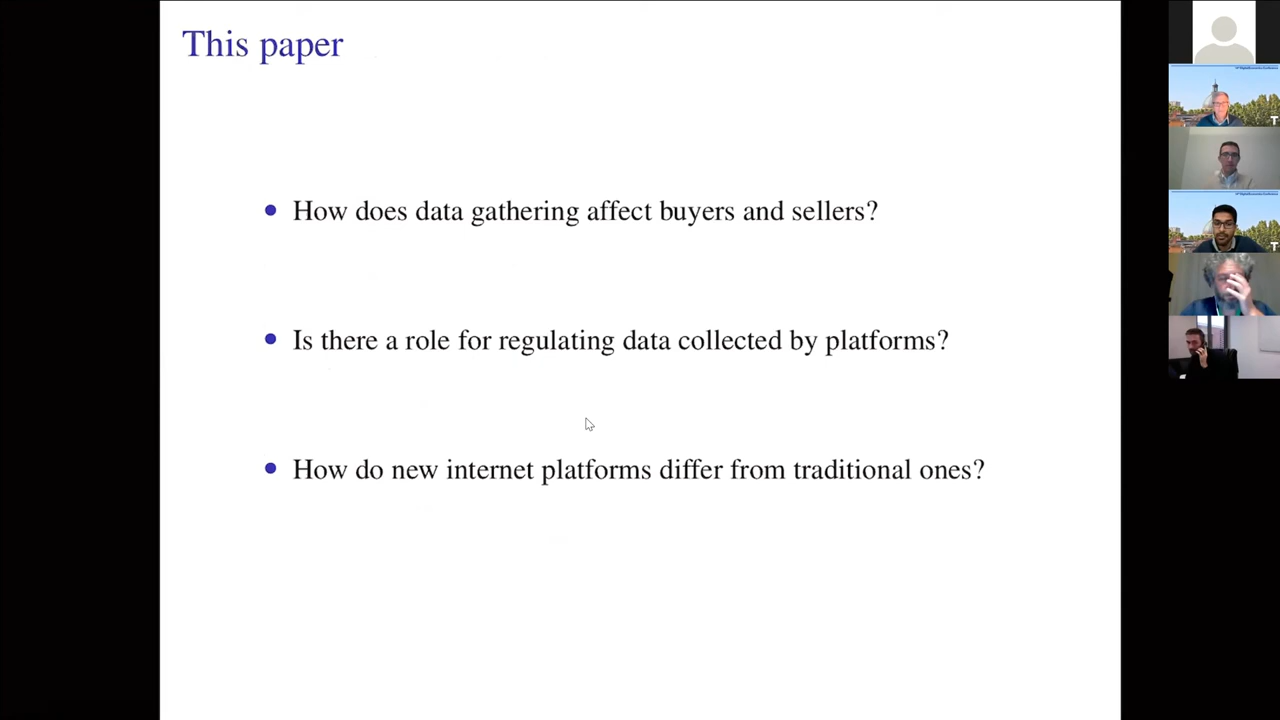 This paper
How does data gathering affect buyers and sellers?
Is there a role for regulating data collected by platforms?
How do new internet platforms differ from traditional ones?